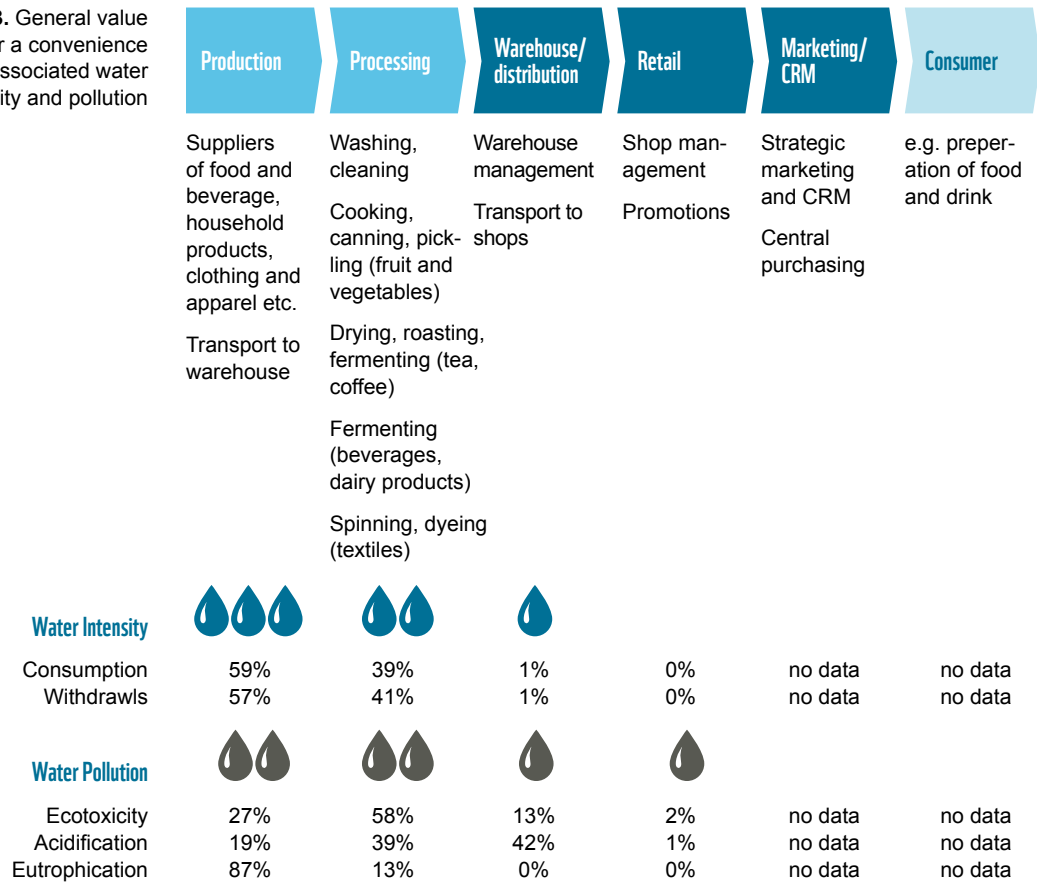 3. General value
r a convenience
ssociated water
ity and pollution
Production
Processing
Warehouse/
distribution
Retail
Marketing/
CRM
Consumer
Suppliers
of food and
beverage,
household
products,
clothing and
apparel etc.
Transport to
warehouse
Washing,
cleaning
Cooking,
canning, pick-
ling (fruit and
vegetables)
Drying, roasting,
fermenting (tea,
coffee)
Fermenting
(beverages,
dairy products)
Spinning, dyeing
(textiles)
Warehouse
management
Transport to
shops
Shop man-
agement
Promotions
Strategic
marketing
and CRM
Central
purchasing
e.g. preper-
ation of food
and drink
Water Intensity
Consumption 59% 39% 1% 0% no data no data
Withdrawls 57% 41% 1% 0% no data no data
Water Pollution
Ecotoxicity 27% 58% 13% 2% no data no data
Acidification 19% 39% 42% 1% no data no data
Eutrophication 87% 13% 0% 0% no data no data